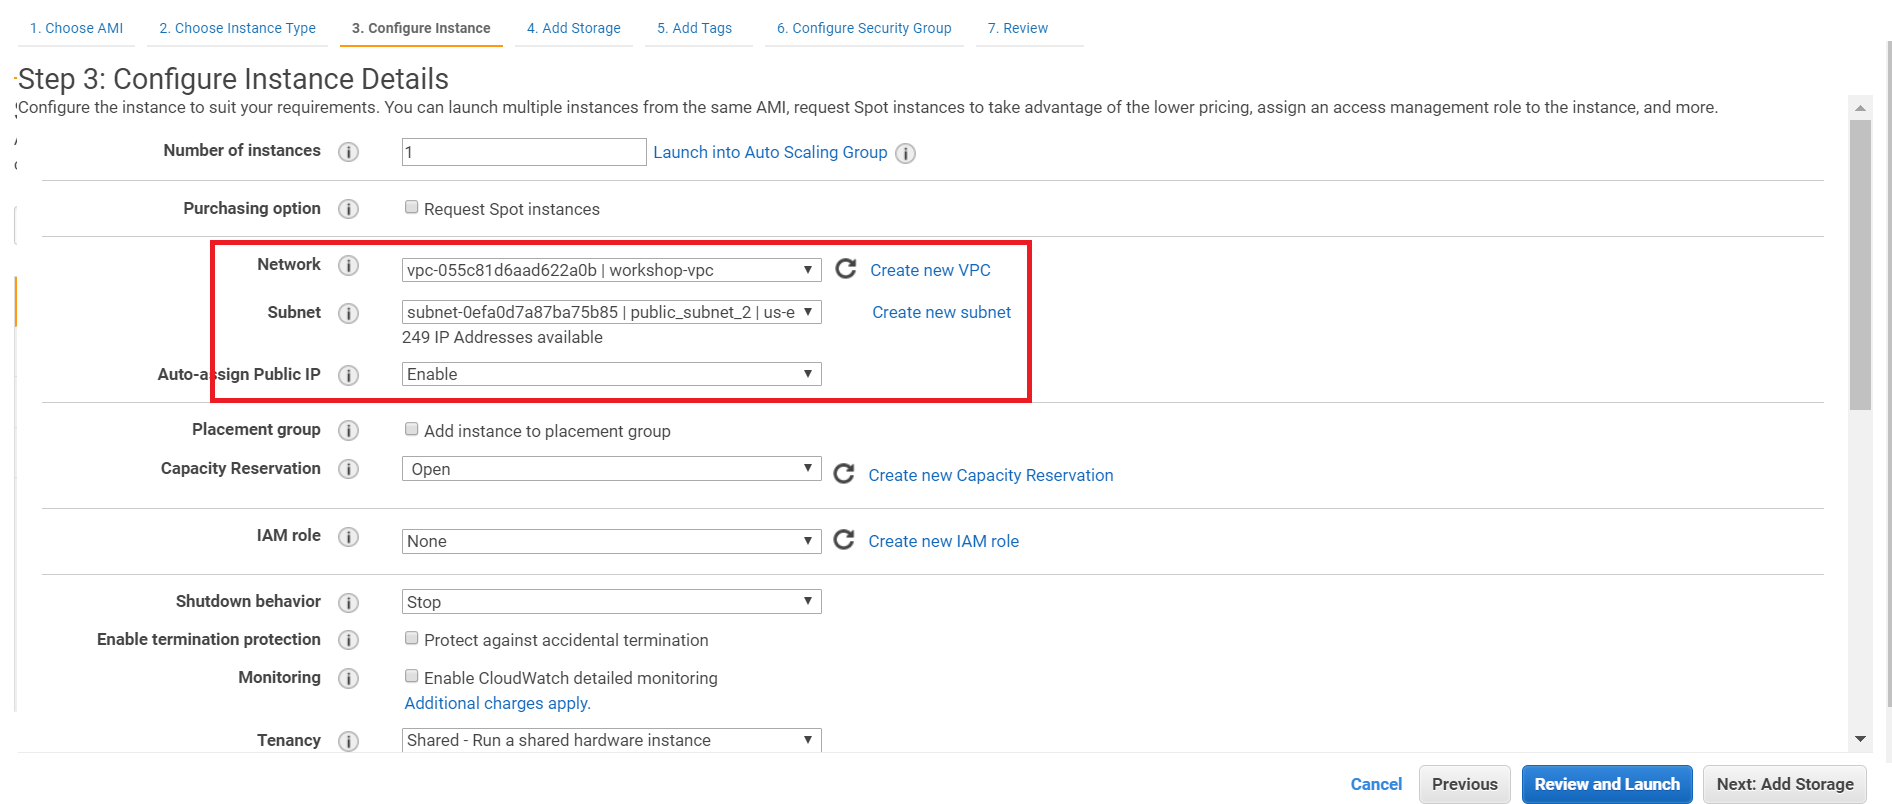 1. Choose AMI 2. Choose Instance Type 3. Configure Instance 4. Add Storage 5. Add Tags 6. Configure Security Group 7. Review
Step 3: Configure Instance Details
Configure the instance to suit your requirements. You can launch multiple instances from the same AMI, request Spot instances to take advantage of the lower pricing, assign an access management role to the instance, and more.
Number of instances 1 Launch into Auto Scaling Group
Purchasing option Request Spot instances
Network vpc-055c81d6aad622a0b | workshop-vpc Create new VPC
Subnet subnet-0efa0d7a87ba75b85 | public_subnet_2 | us-e Create new subnet
249 IP Addresses available
Auto-assign Public IP Enable
Placement group Add instance to placement group
Capacity Reservation Open Create new Capacity Reservation
IAM role None Create new IAM role
Shutdown behavior Stop
Enable termination protection Protect against accidental termination
Monitoring Enable CloudWatch detailed monitoring
Additional charges apply.
Tenancy Shared - Run a shared hardware instance
Cancel Previous Review and Launch Next: Add Storage